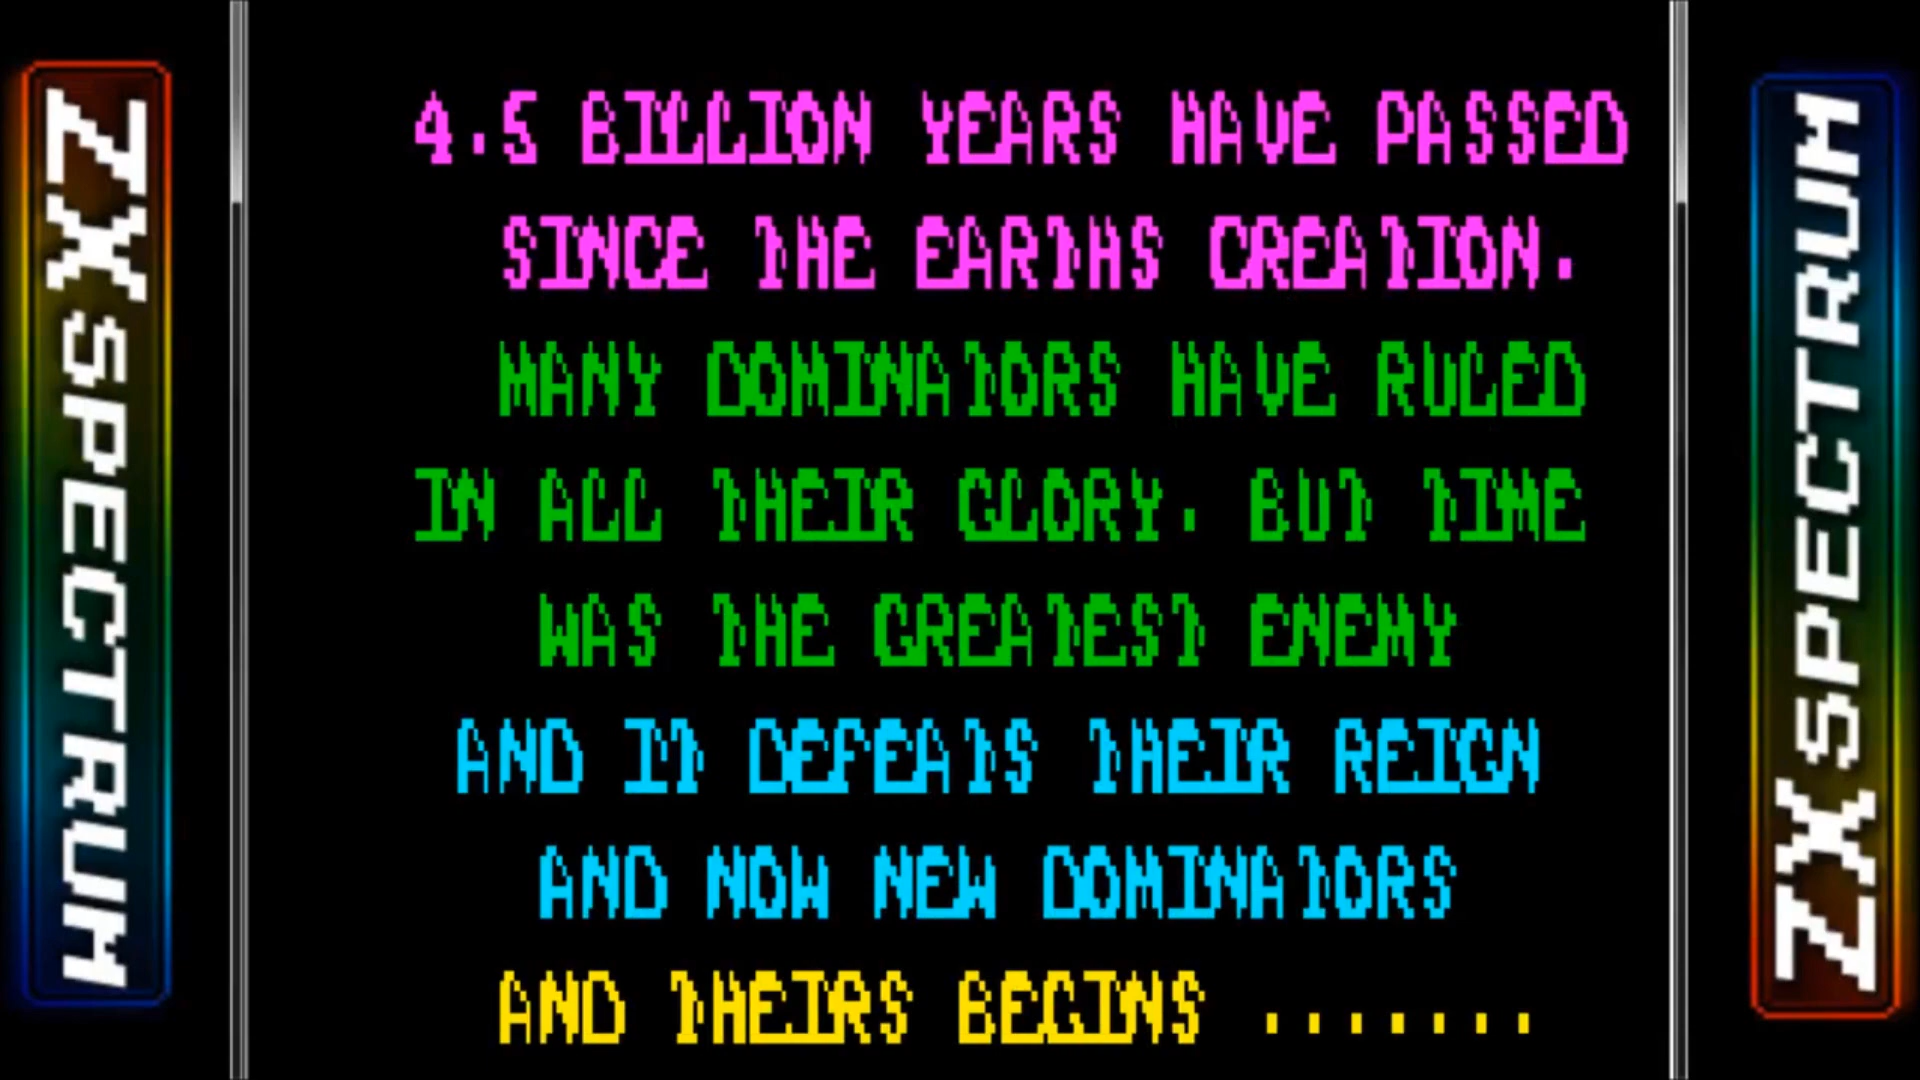 ZX SPECTRUM
4.5 BILLION YEARS HAVE PASSED
SINCE THE EARTHS CREATION.
MANY DOMINATORS HAVE RULED
IN ALL THEIR GLORY. BUT TIME
WAS THE GREATEST ENEMY
AND IT DEFEATS THEIR REIGN
AND NOW NEW DOMINATORS
AND THEIRS BEGINS .......
ZX SPECTRUM